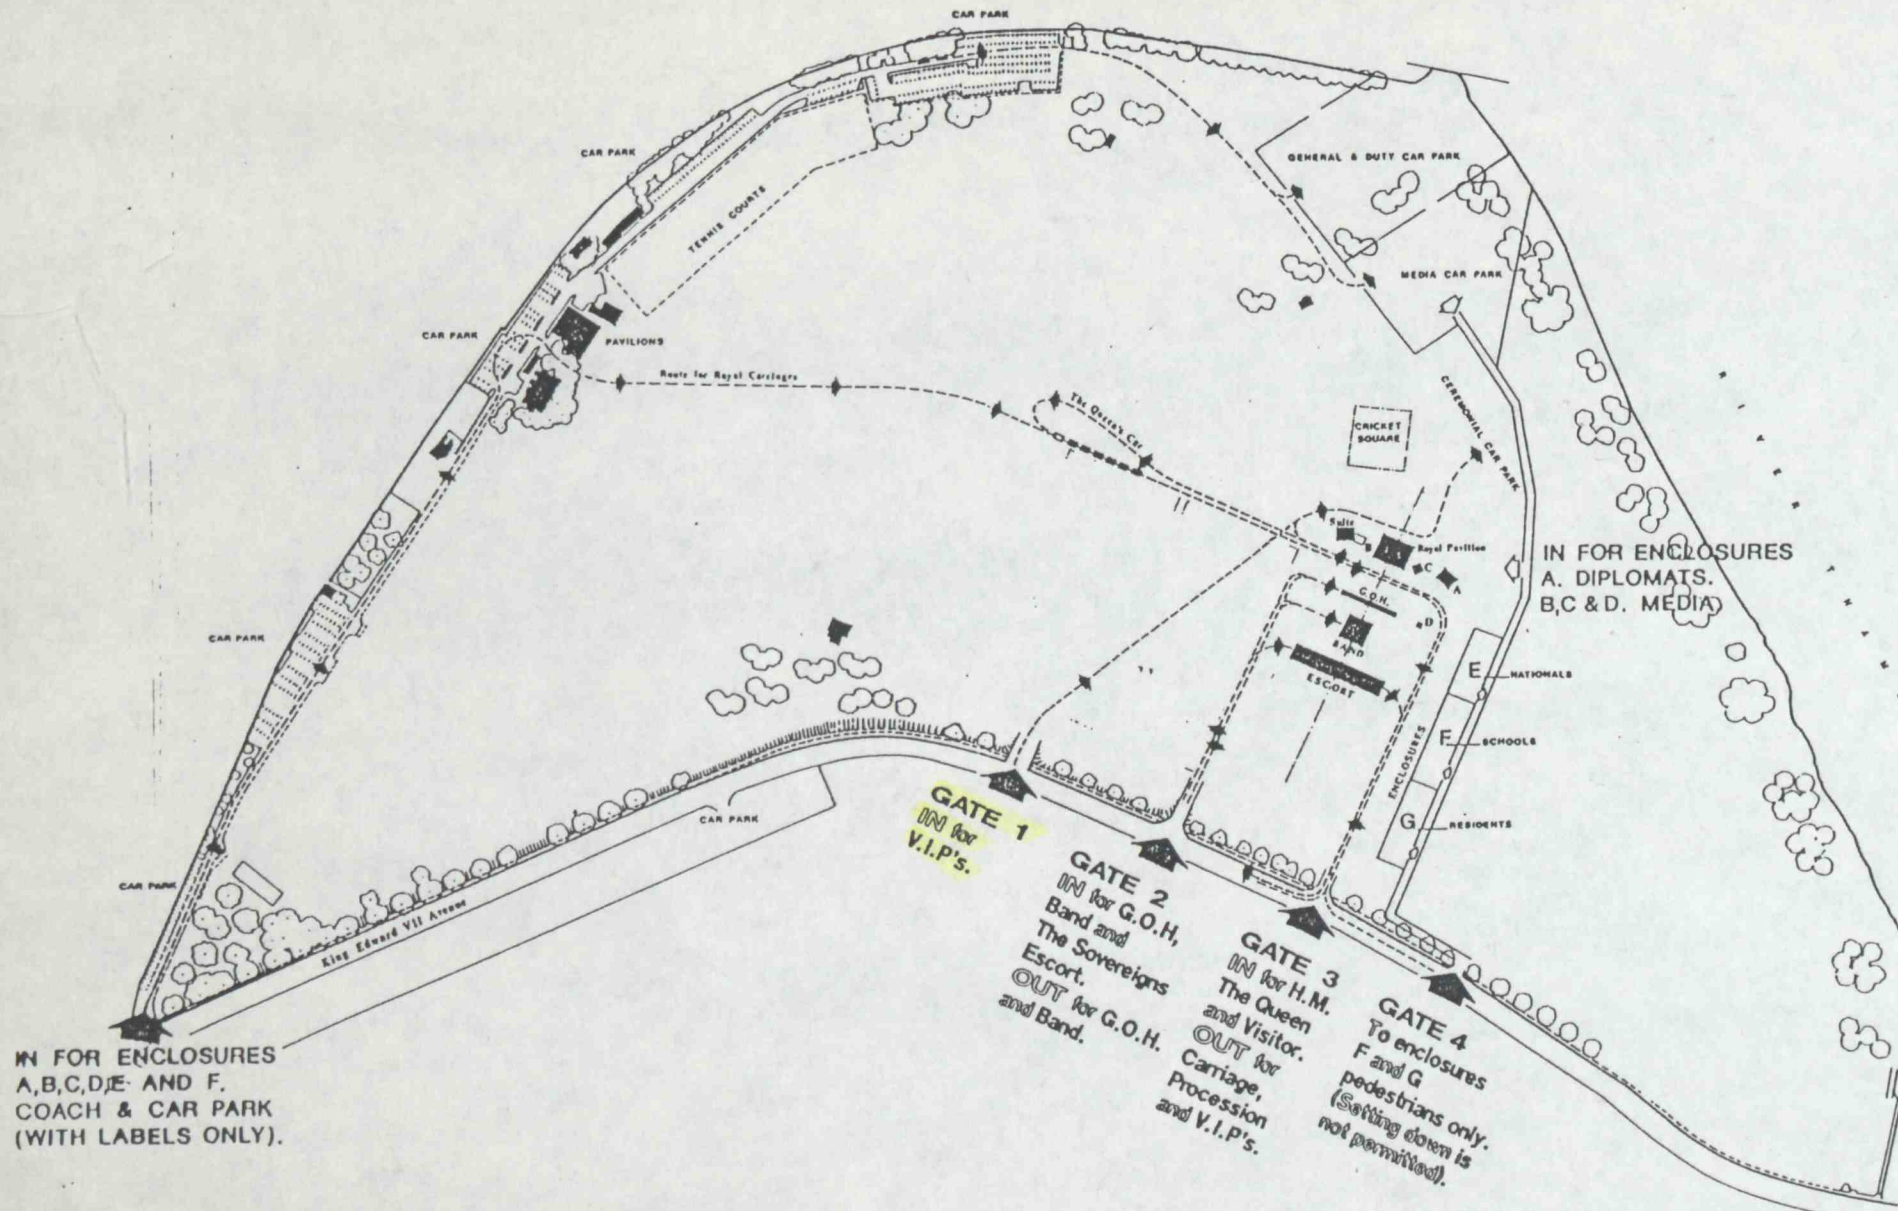 CAR PARK
CAR PARK
GENERAL & DUTY CAR PARK
TENNIS COURTS
MEDIA CAR PARK
CAR PARK
PAVILIONS
Route for Royal Carriages
The Queen's Car
CEREMONIAL CAR PARK
CRICKET
SQUARE
Suite
B
Royal Pavilion
C
A
G.O.H.
D
BAND
ESCORT
IN FOR ENCLOSURES
A. DIPLOMATS.
B,C & D. MEDIA
CAR PARK
E
NATIONALS
F
SCHOOLS
ENCLOSURES
G
RESIDENTS
CAR PARK
CAR PARK
King Edward VII Avenue
GATE 1
IN for
V.I.P's.
GATE 2
IN for G.O.H,
Band and
The Sovereigns
Escort.
OUT for G.O.H.
and Band.
GATE 3
IN for H.M.
The Queen
and Visitor.
OUT for
Carriage,
Procession
and V.I.P's.
GATE 4
To enclosures
F and G
pedestrians only.
(Setting down is
not permitted).
IN FOR ENCLOSURES
A,B,C,D,E AND F.
COACH & CAR PARK
(WITH LABELS ONLY).